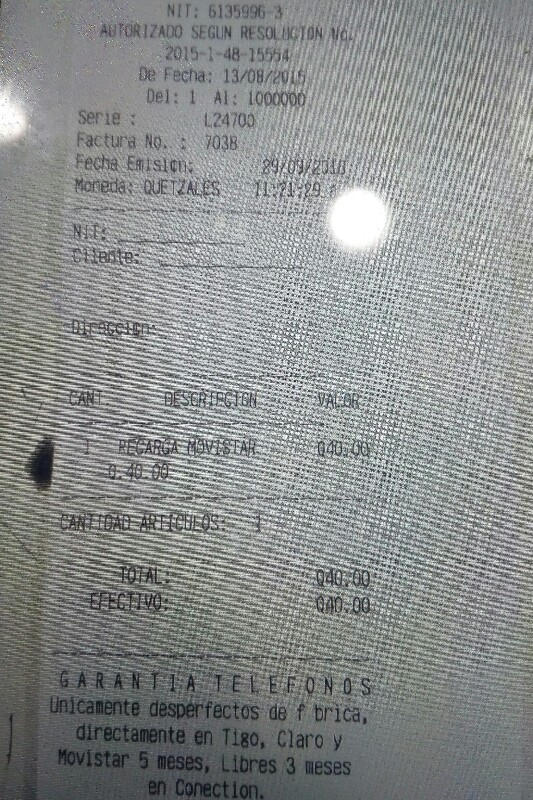 NIT: 6135996-3
AUTORIZADO SEGUN RESOLUCION No.
2015-1-48-15554
De Fecha: 13/08/2015
Del: 1 Al: 1000000
Serie : L24700
Factura No. : 7038
Fecha Emision: 29/09/2016
Moneda: QUETZALES 11:21:29
NIT:
Cliente:
Direccion:
CANT. DESCRIPCION VALOR
1 RECARGA MOVISTAR Q40.00
Q.40.00
CANTIDAD ARTICULOS: 1
TOTAL: Q40.00
EFECTIVO: Q40.00
GARANTIA TELEFONOS
Unicamente desperfectos de f brica,
directamente en Tigo, Claro y
Movistar 5 meses, Libres 3 meses
en Conection.